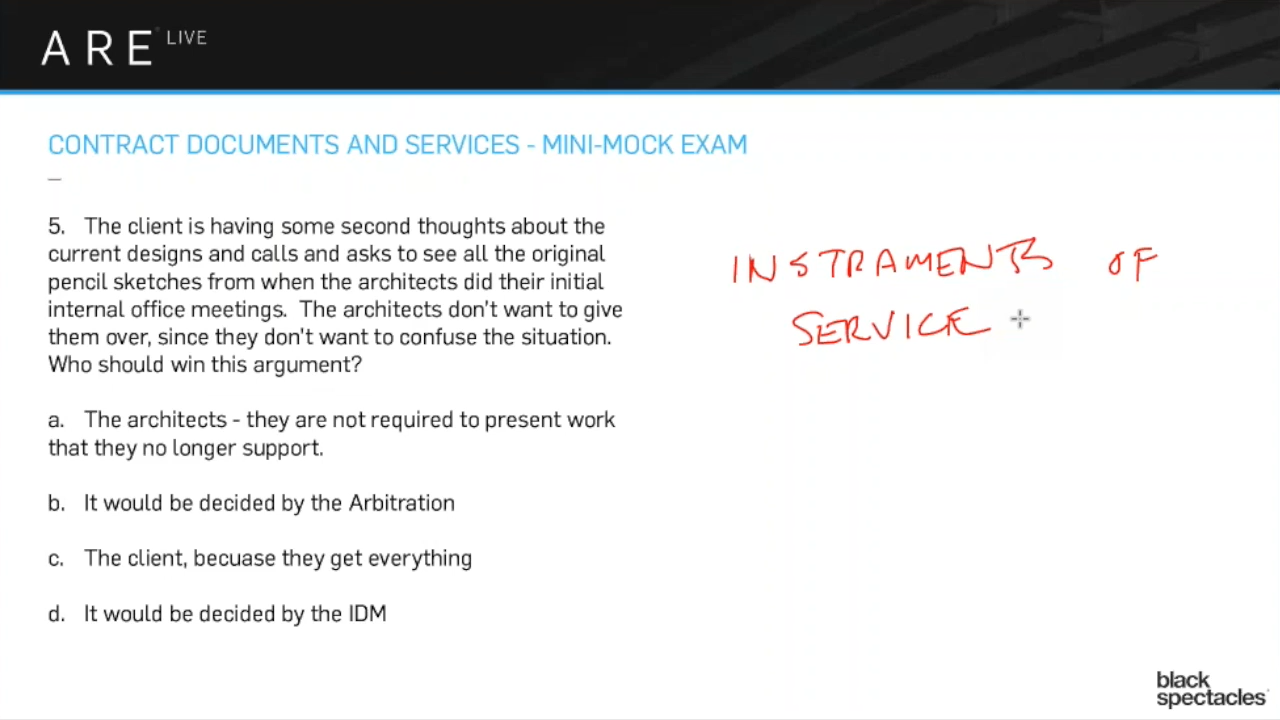 ARE LIVE
CONTRACT DOCUMENTS AND SERVICES - MINI-MOCK EXAM
5. The client is having some second thoughts about the
current designs and calls and asks to see all the original
pencil sketches from when the architects did their initial
internal office meetings. The architects don't want to give
them over, since they don't want to confuse the situation.
Who should win this argument?
a. The architects - they are not required to present work
that they no longer support.
b. It would be decided by the Arbitration
c. The client, becuase they get everything
d. It would be decided by the IDM
INSTRAMENTS OF
SERVICE
black
spectacles